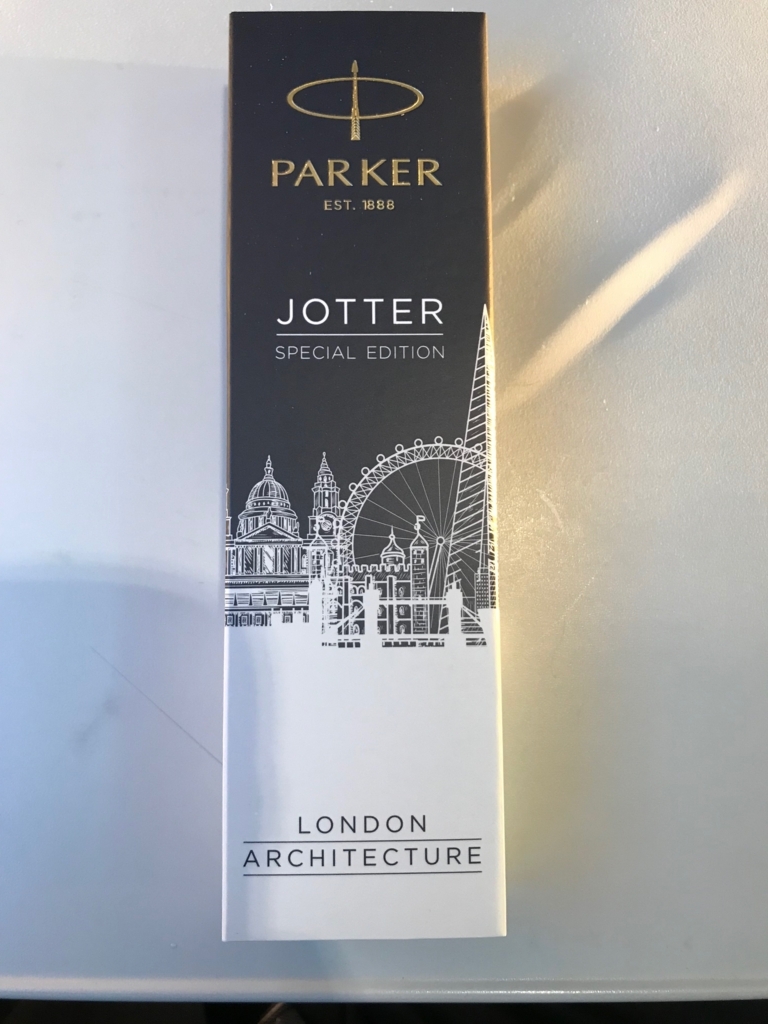 PARKER
EST. 1888
JOTTER
SPECIAL EDITION
LONDON
ARCHITECTURE